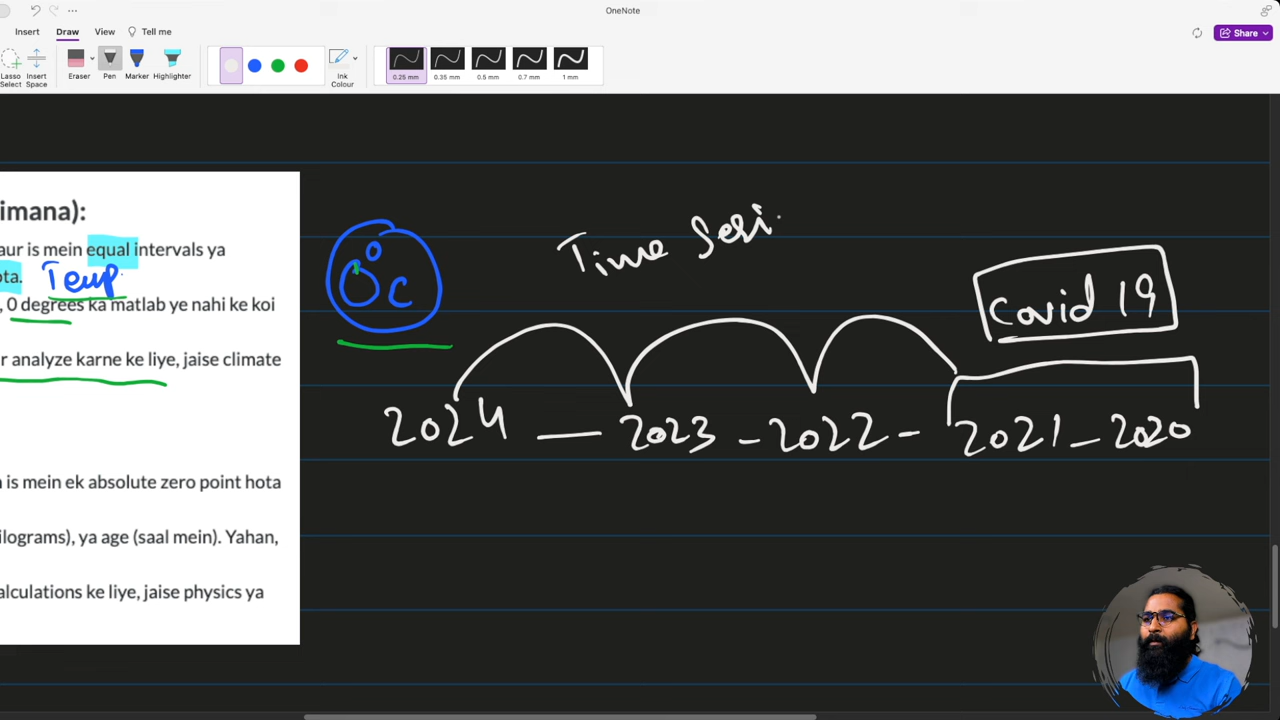 OneNote
Insert Draw View Tell me
Share
Lasso Select
Insert Space
Eraser
Pen
Marker
Highlighter
Ink Colour
0.25 mm
0.35 mm
0.5 mm
0.7 mm
1 mm
imana):
aur is mein equal intervals ya
ota. Temp
, 0 degrees ka matlab ye nahi ke koi
r analyze karne ke liye, jaise climate
n is mein ek absolute zero point hota
ilograms), ya age (saal mein). Yahan,
alculations ke liye, jaise physics ya
0°C
Time Seri
Covid 19
2024 — 2023 - 2022 - 2021 - 2020